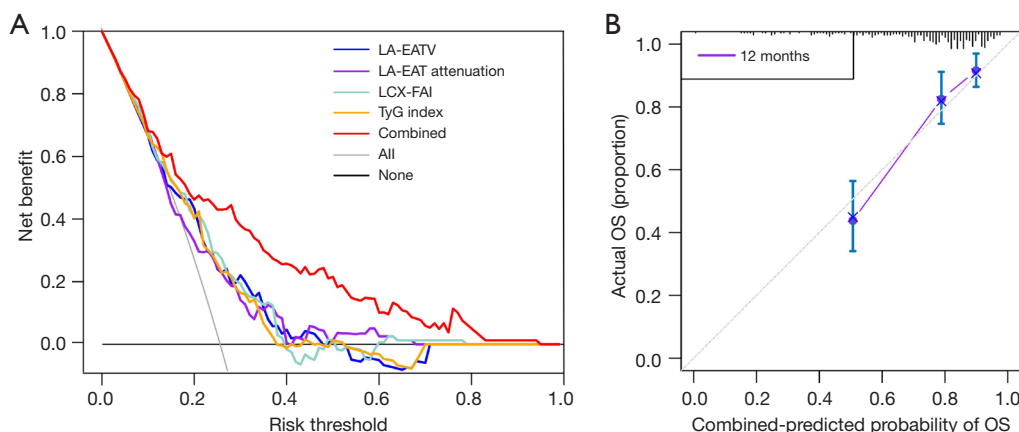 A
Net benefit
1.0
0.8
0.6
0.4
0.2
0.0
LA-EATV
LA-EAT attenuation
LCX-FAI
TyG index
Combined
All
None
0.0 0.2 0.4 0.6 0.8 1.0
Risk threshold
B
Actual OS (proportion)
1.0
0.8
0.6
0.4
0.2
0.0
12 months
0.0 0.2 0.4 0.6 0.8 1.0
Combined-predicted probability of OS